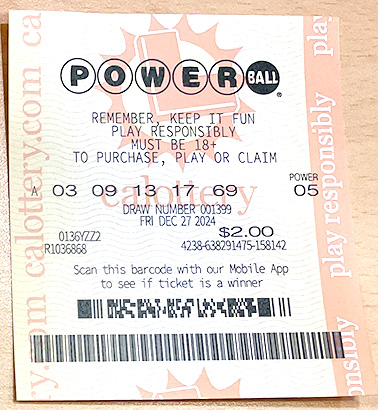 POWERBALL®
REMEMBER, KEEP IT FUN
PLAY RESPONSIBLY
MUST BE 18+
TO PURCHASE, PLAY OR CLAIM
POWER
A 03 09 13 17 69 05
calottery
DRAW NUMBER 001399
FRI DEC 27 2024
$2.00
0136YZZ2
R1036868
4238-638291475-158142
Scan this barcode with our Mobile App
to see if ticket is a winner
calottery.com ca
play responsibly
play